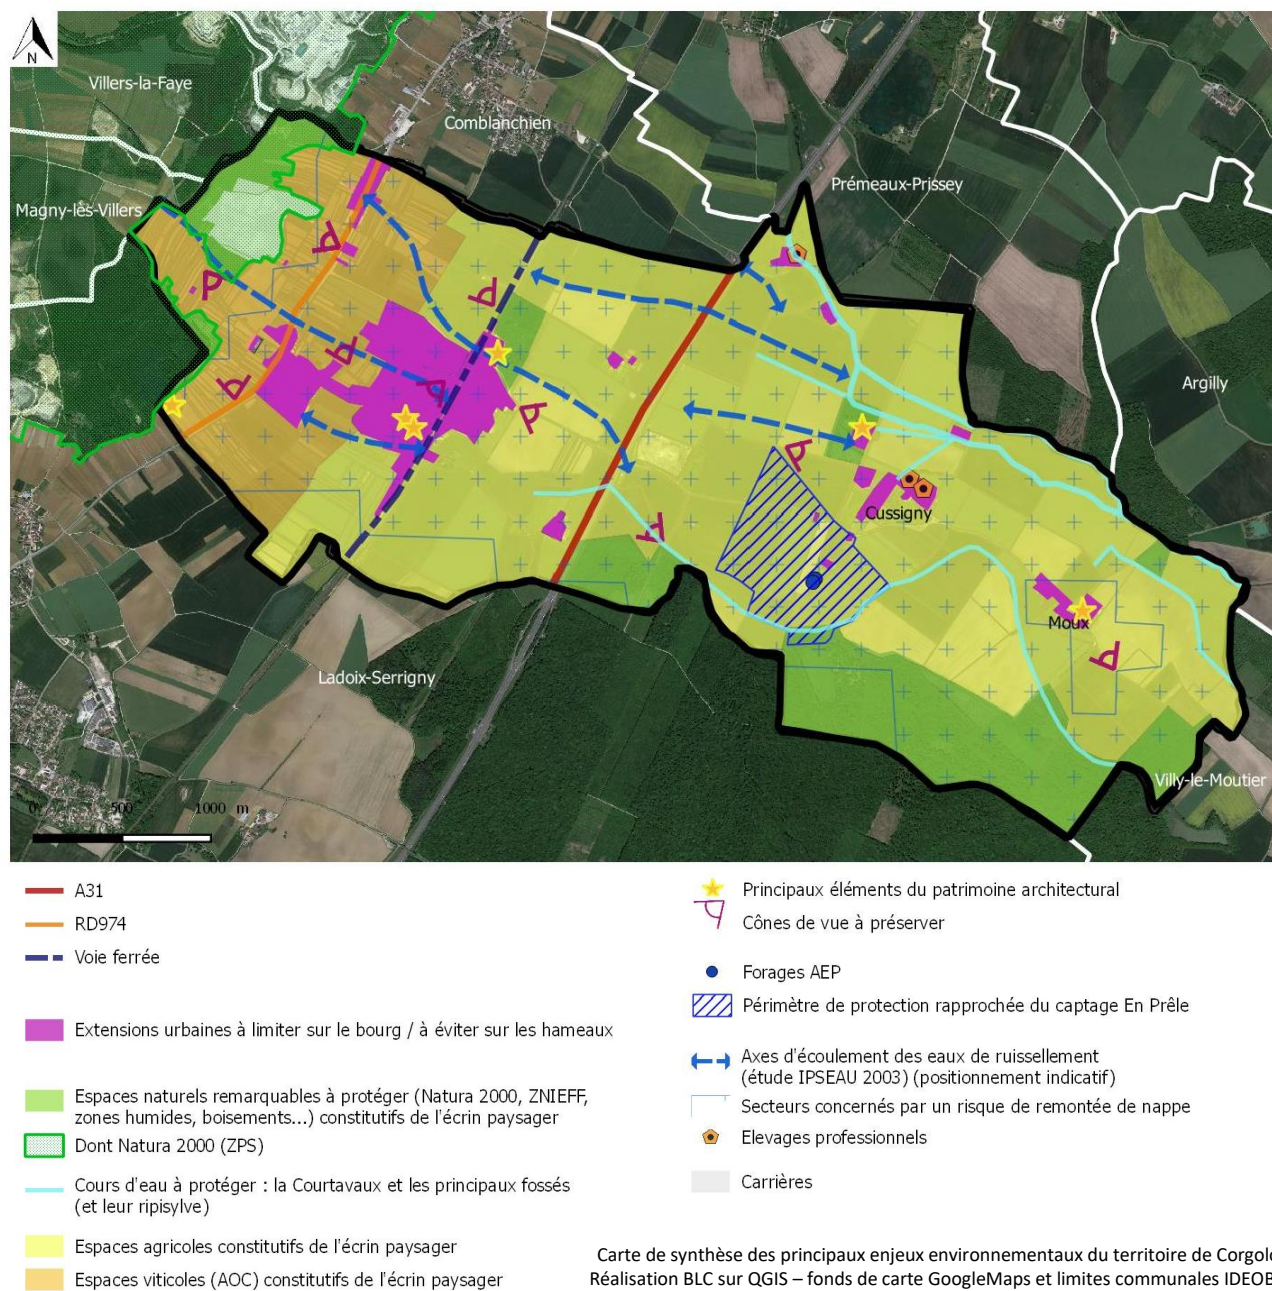 N
Villers-la-Faye
Comblanchien
Prémeaux-Prissey
Magny-lès-Villers
Argilly
Cussigny
Moux
Ladoix-Serrigny
Villy-le-Moutier
0 500 1000 m
A31
RD974
Voie ferrée
Extensions urbaines à limiter sur le bourg / à éviter sur les hameaux
Espaces naturels remarquables à protéger (Natura 2000, ZNIEFF,
zones humides, boisements...) constitutifs de l'écrin paysager
Dont Natura 2000 (ZPS)
Cours d'eau à protéger : la Courtavaux et les principaux fossés
(et leur ripisylve)
Espaces agricoles constitutifs de l'écrin paysager
Espaces viticoles (AOC) constitutifs de l'écrin paysager
Principaux éléments du patrimoine architectural
Cônes de vue à préserver
Forages AEP
Périmètre de protection rapprochée du captage En Prêle
Axes d'écoulement des eaux de ruissellement
(étude IPSEAU 2003) (positionnement indicatif)
Secteurs concernés par un risque de remontée de nappe
Elevages professionnels
Carrières
Carte de synthèse des principaux enjeux environnementaux du territoire de Corgolo
Réalisation BLC sur QGIS – fonds de carte GoogleMaps et limites communales IDEOB